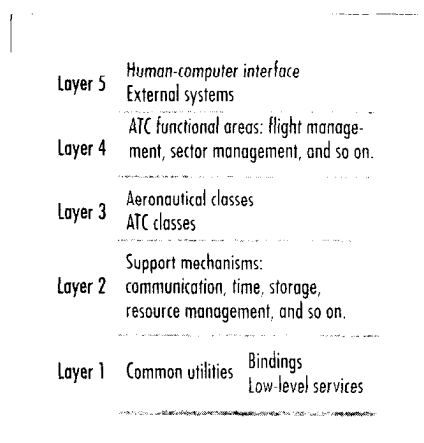 Layer 5 Human-computer interface
External systems
ATC functional areas: flight manage-
Layer 4 ment, sector management, and so on.
Layer 3 Aeronautical classes
ATC classes
Support mechanisms:
Layer 2 communication, time, storage,
resource management, and so on.
Layer 1 Common utilities Bindings
Low-level services